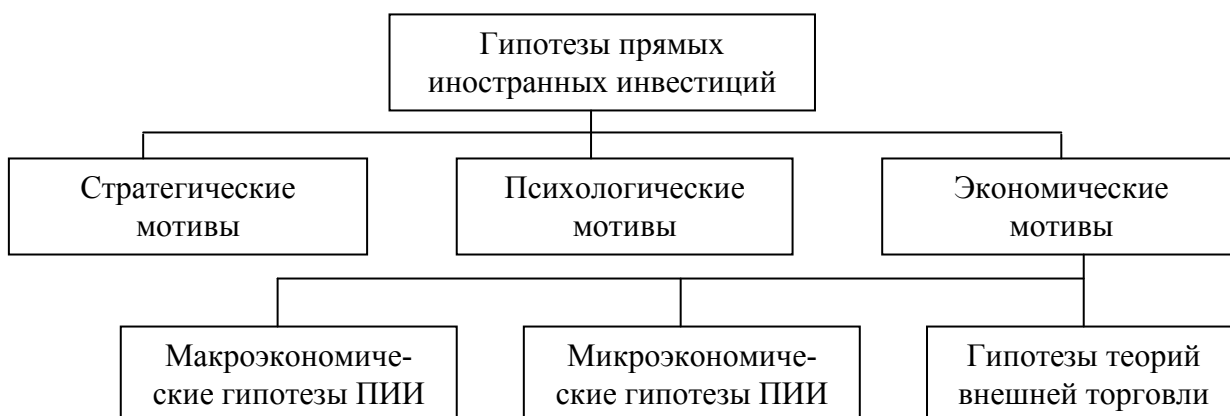 Гипотезы прямых
иностранных инвестиций
Стратегические
мотивы
Психологические
мотивы
Экономические
мотивы
Макроэкономиче-
ские гипотезы ПИИ
Микроэкономиче-
ские гипотезы ПИИ
Гипотезы теорий
внешней торговли